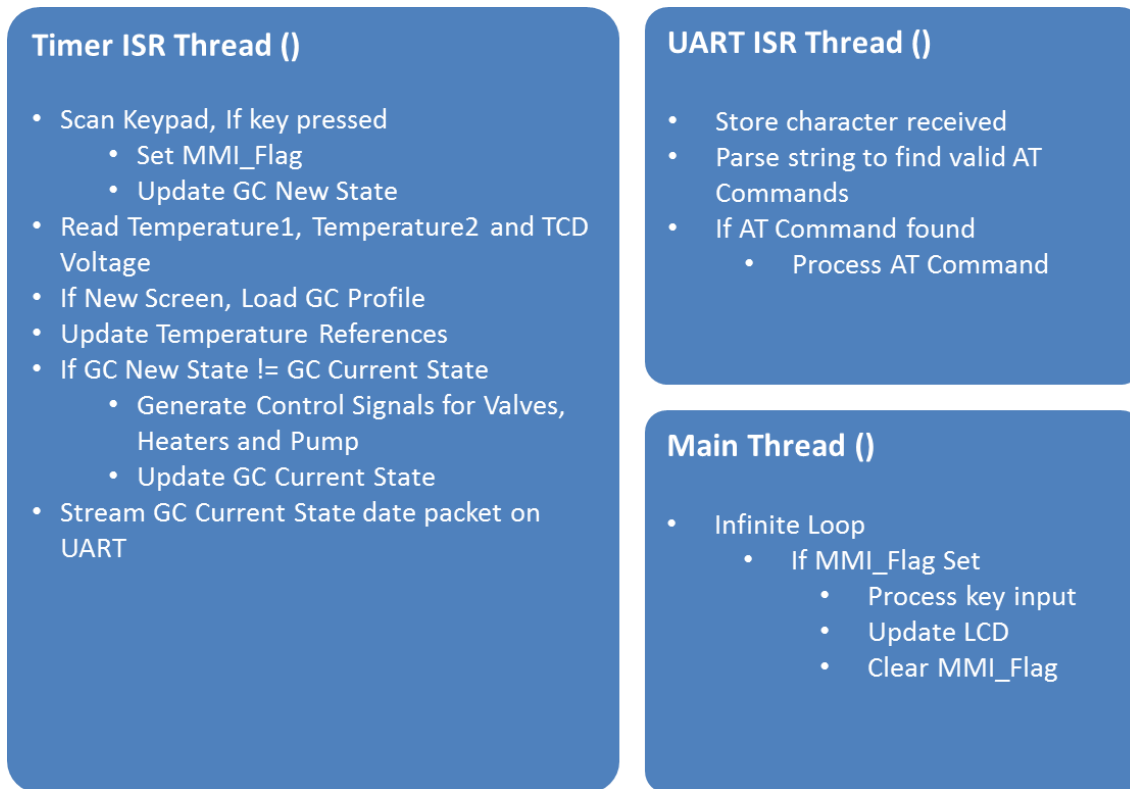 Timer ISR Thread ()
• Scan Keypad, If key pressed
• Set MMI_Flag
• Update GC New State
• Read Temperature1, Temperature2 and TCD
Voltage
• If New Screen, Load GC Profile
• Update Temperature References
• If GC New State != GC Current State
• Generate Control Signals for Valves,
Heaters and Pump
• Update GC Current State
• Stream GC Current State date packet on
UART
UART ISR Thread ()
• Store character received
• Parse string to find valid AT
Commands
• If AT Command found
• Process AT Command
Main Thread ()
• Infinite Loop
• If MMI_Flag Set
• Process key input
• Update LCD
• Clear MMI_Flag